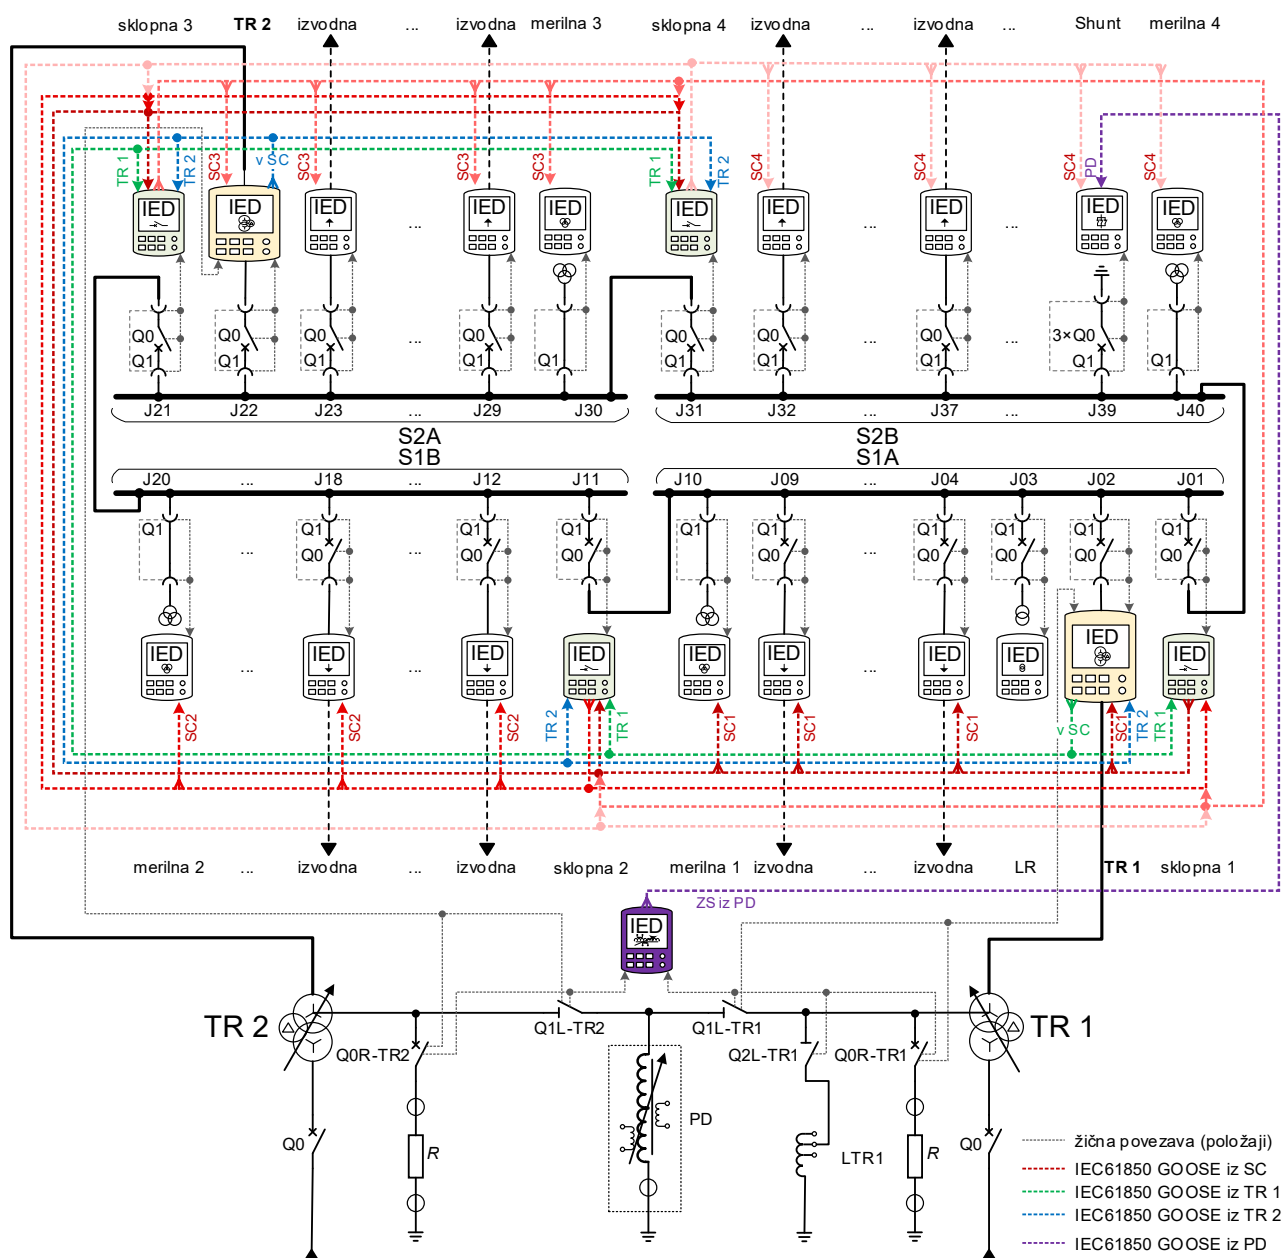 sklopna 3 TR 2 izvodna ... izvodna merilna 3 sklopna 4 izvodna ... izvodna ... Shunt merilna 4
TR 1 TR 2 SC3 v SC SC3 SC3 SC3 TR 1 TR 2 SC4 SC4 SC4 PD SC4
IED IED IED ... IED IED IED IED ... IED ... IED IED
Q0 Q0 Q0 ... Q0 Q0 Q0 ... Q0 ... 3×Q0
Q1 Q1 Q1 Q1 Q1 Q1 Q1 Q1 Q1 Q1
J21 J22 J23 ... J29 J30 J31 J32 ... J37 ... J39 J40
S2A S2B
S1B S1A
J20 J18 ... J12 J11 J10 J09 ... J04 J03 J02 J01
Q1 Q1 Q1 Q1 Q1 Q1 Q1 Q1 Q1 Q1
... Q0 ... Q0 Q0 Q0 ... Q0 Q0 Q0 Q0
IED ... IED ... IED IED IED IED ... IED IED IED IED
SC2 SC2 SC2 TR 2 TR 1 SC1 SC1 SC1 v SC SC1 TR 2 TR 1
merilna 2 ... izvodna ... izvodna sklopna 2 merilna 1 izvodna ... izvodna LR TR 1 sklopna 1
ZS iz PD
IED
TR 2 Q1L-TR2 Q1L-TR1 TR 1
Q0R-TR2 Q2L-TR1 Q0R-TR1
PD
Q0 R LTR1 R Q0
žična povezava (položaji)
IEC61850 GOOSE iz SC
IEC61850 GOOSE iz TR 1
IEC61850 GOOSE iz TR 2
IEC61850 GOOSE iz PD